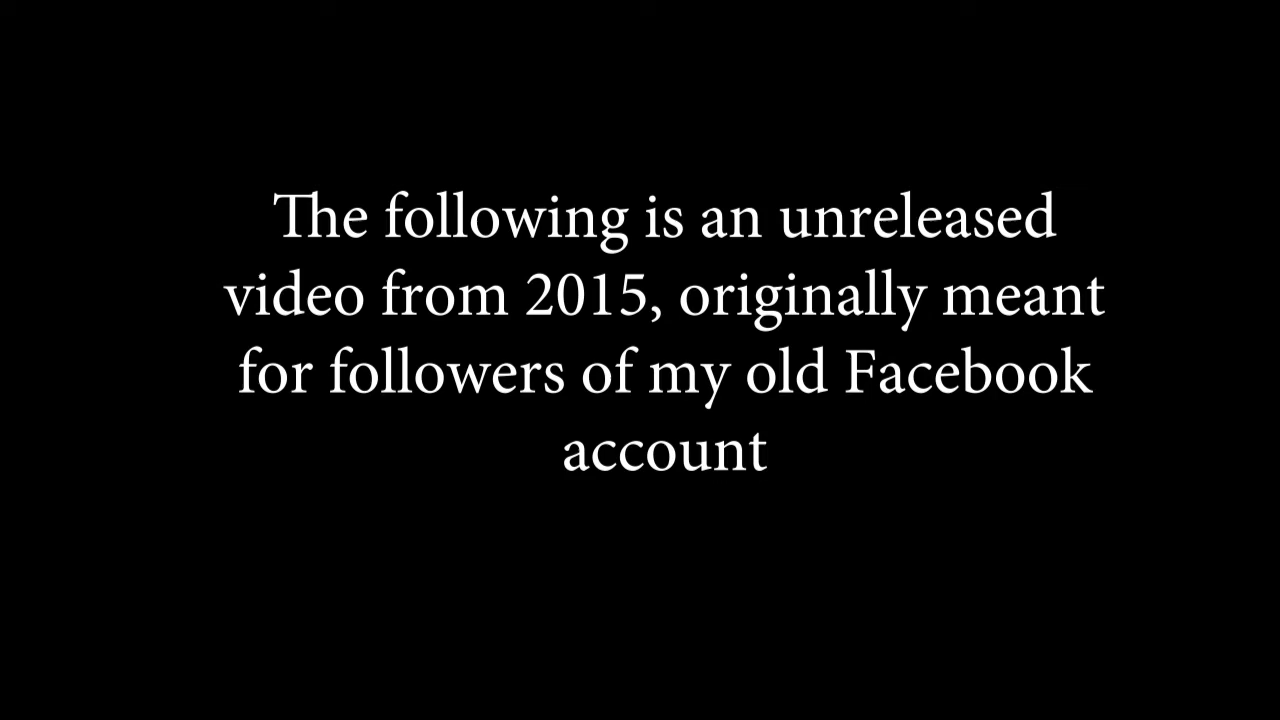 The following is an unreleased
video from 2015, originally meant
for followers of my old Facebook
account